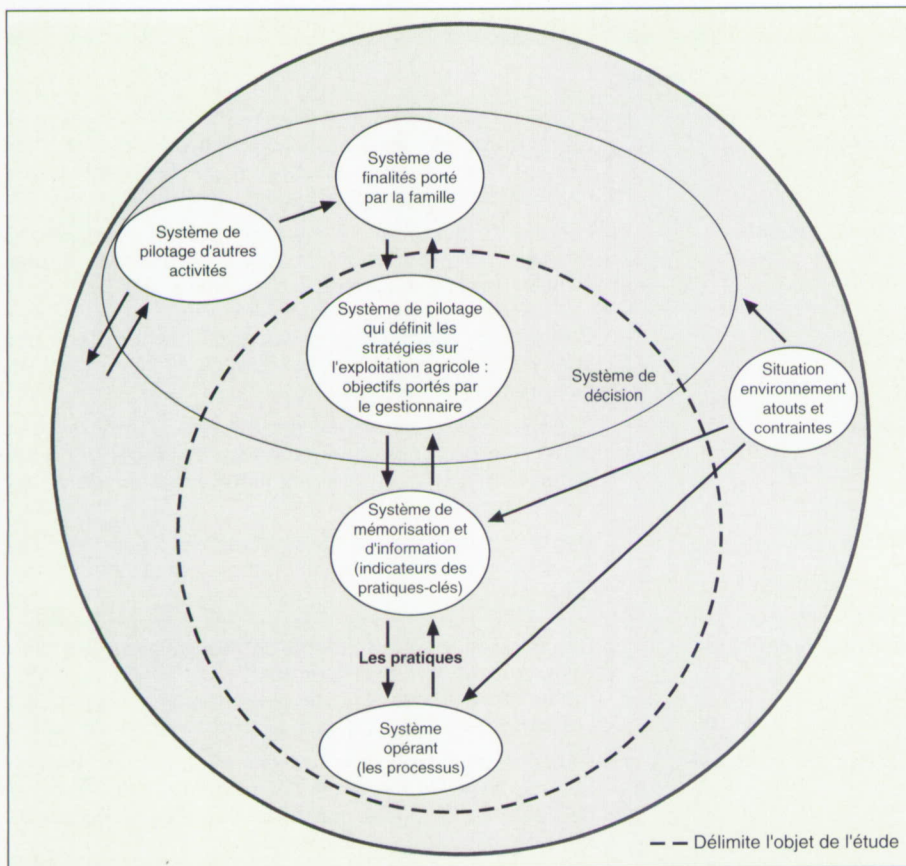 Système de
finalités porté
par la famille
Système de
pilotage d'autres
activités
Système de pilotage
qui définit les
stratégies sur
l'exploitation agricole :
objectifs portés par
le gestionnaire
Système de
décision
Situation
environnement
atouts et
contraintes
Système de
mémorisation et
d'information
(indicateurs des
pratiques-clés)
Les pratiques
Système
opérant
(les processus)
Délimite l'objet de l'étude